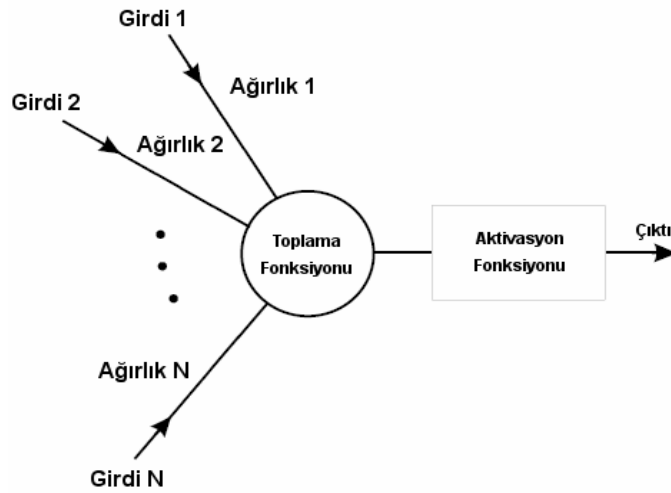 Girdi 1
Ağırlık 1
Girdi 2
Ağırlık 2
Toplama
Fonksiyonu
Aktivasyon
Fonksiyonu
Çıktı
Ağırlık N
Girdi N